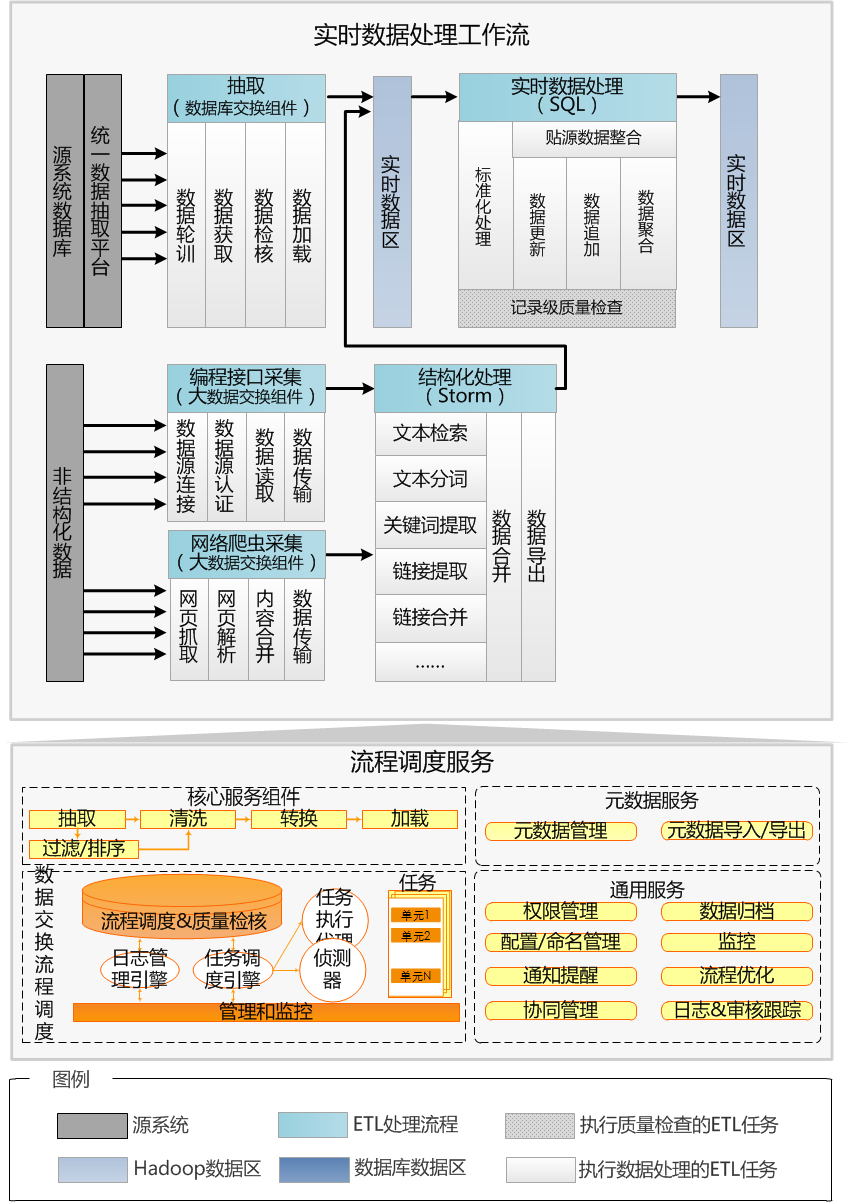 实时数据处理工作流
源系统数据库
统一数据抽取平台
抽取
（数据库交换组件）
数据轮训
数据获取
数据检核
数据加载
实时数据区
实时数据处理
（SQL）
贴源数据整合
标准化处理
数据更新
数据追加
数据聚合
记录级质量检查
实时数据区
非结构化数据
编程接口采集
（大数据交换组件）
数据源连接
数据源认证
数据读取
数据传输
网络爬虫采集
（大数据交换组件）
网页抓取
网页解析
内容合并
数据传输
结构化处理
（Storm）
文本检索
文本分词
关键词提取
链接提取
链接合并
......
数据合并
数据导出
流程调度服务
核心服务组件
抽取
清洗
转换
加载
过滤/排序
数据交换流程调度
流程调度&质量检核
日志管
理引擎
任务调
度引擎
任务
执行
代理
侦测
器
任务
单元1
单元2
单元N
管理和监控
元数据服务
元数据管理
元数据导入/导出
通用服务
权限管理
数据归档
配置/命名管理
监控
通知提醒
流程优化
协同管理
日志&审核跟踪
图例
源系统
ETL处理流程
执行质量检查的ETL任务
Hadoop数据区
数据库数据区
执行数据处理的ETL任务